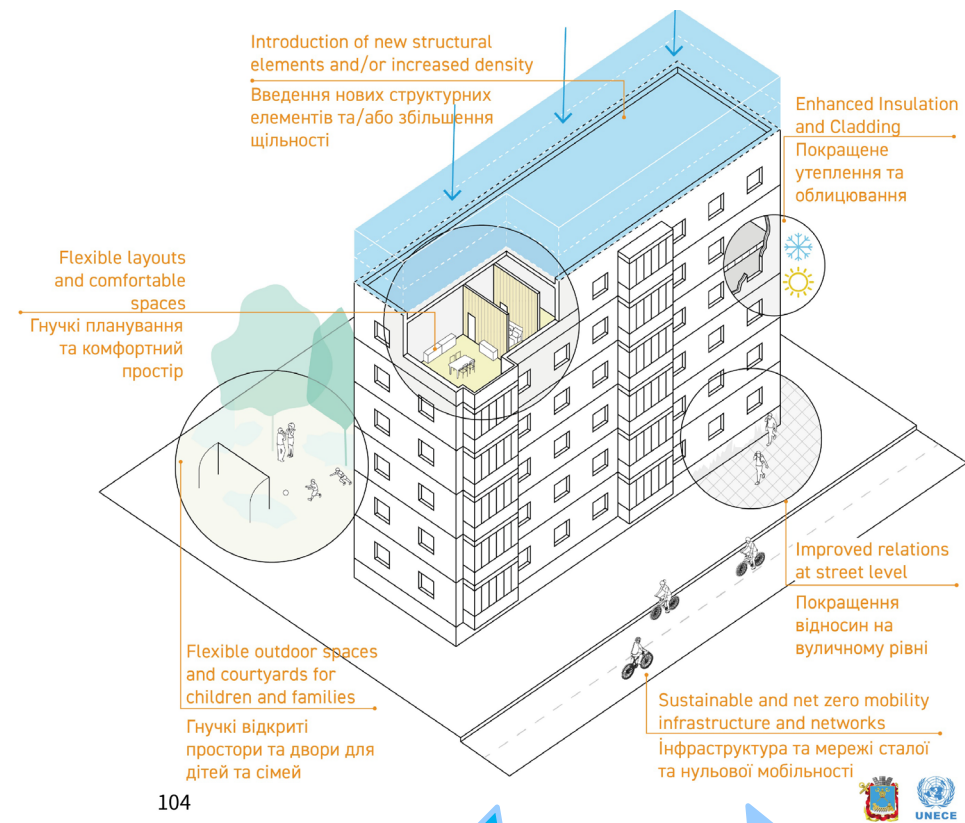 Introduction of new structural
elements and/or increased density
Введення нових структурних
елементів та/або збільшення
щільності
Enhanced Insulation
and Cladding
Покращене
утеплення та
облицювання
Flexible layouts
and comfortable
spaces
Гнучкі планування
та комфортний
простір
Improved relations
at street level
Покращення
відносин на
вуличному рівні
Flexible outdoor spaces
and courtyards for
children and families
Гнучкі відкриті
простори та двори для
дітей та сімей
Sustainable and net zero mobility
infrastructure and networks
Інфраструктура та мережі сталої
та нульової мобільності
104
UNECE